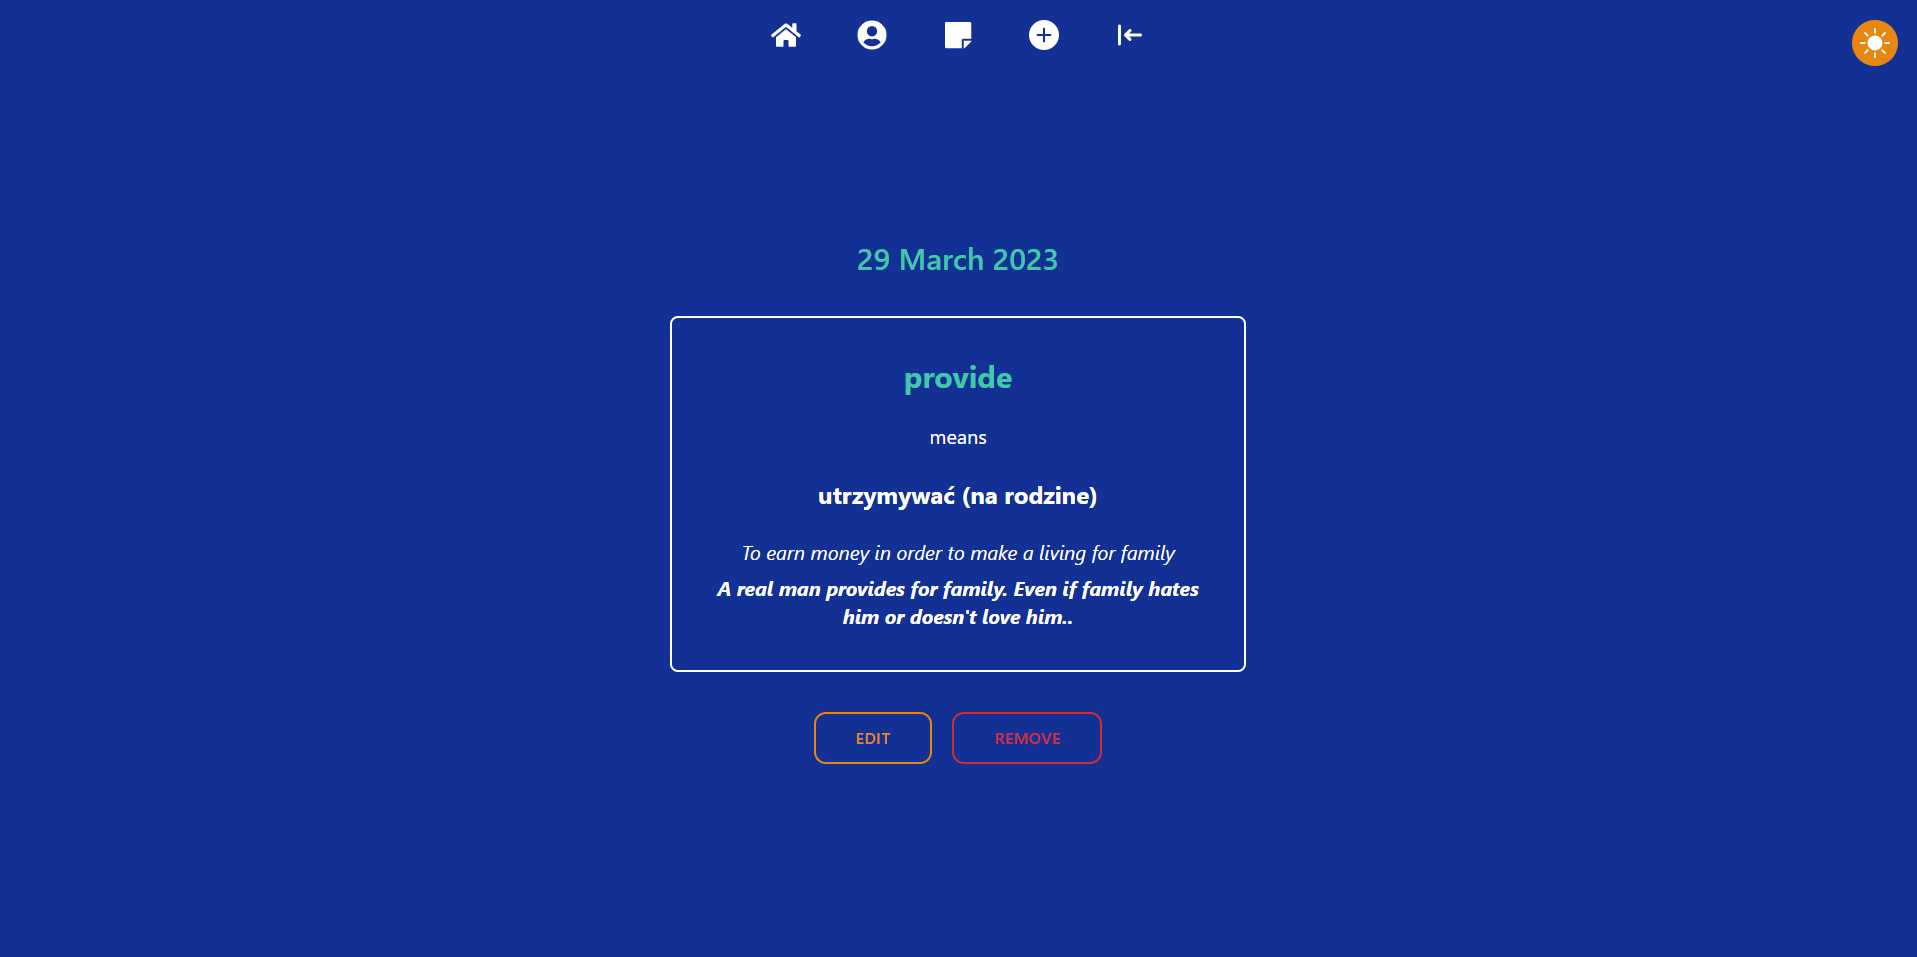 29 March 2023
provide
means
utrzymywać (na rodzine)
To earn money in order to make a living for family
A real man provides for family. Even if family hates
him or doesn't love him..
EDIT
REMOVE